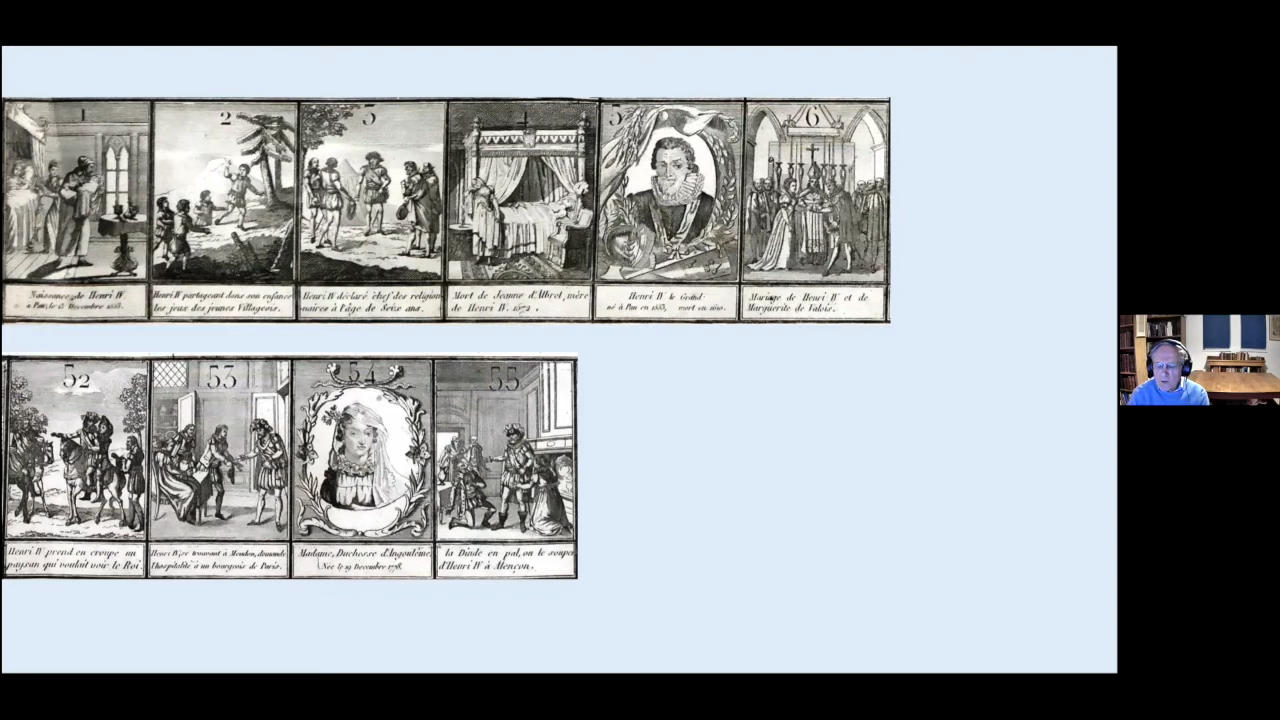 1
Naissance de Henri IV.
a Pau, le 13 Décembre 1553.
2
Henri IV partageant dans son enfance
les jeux des jeunes Villageois.
3
Henri IV déclaré chef des religion
naires à l'âge de Seize ans.
4
Mort de Jeanne d'Albret, mère
de Henri IV. 1572.
5
Henri IV le Grand
né à Pau en 1553, mort en 1610.
6
Mariage de Henri IV et de
Marguerite de Valois.
52
Henri IV prend en croupe un
paysan qui voulait voir le Roi.
53
Henri IV, se trouvant à Meudon, demande
l'hospitalité à un bourgeois de Paris.
54
Madame, Duchesse d'Angoulême,
Née le 19 Decembre 1778.
55
la Dinde en pal, ou le souper
d'Henri IV à Alençon.